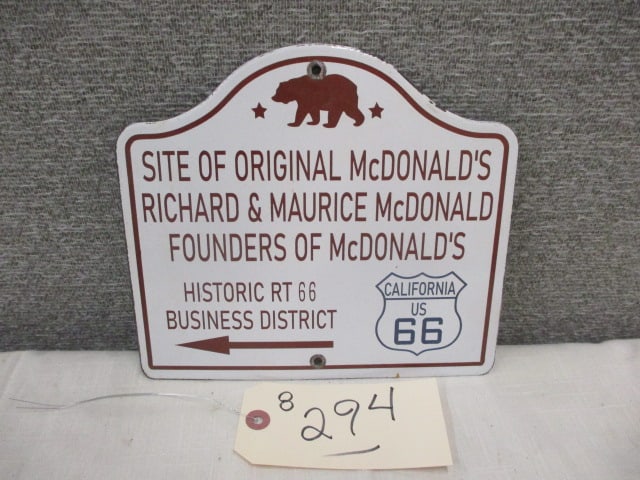 SITE OF ORIGINAL McDONALD'S
RICHARD & MAURICE McDONALD
FOUNDERS OF McDONALD'S
HISTORIC RT 66
BUSINESS DISTRICT
CALIFORNIA
US
66
8
294